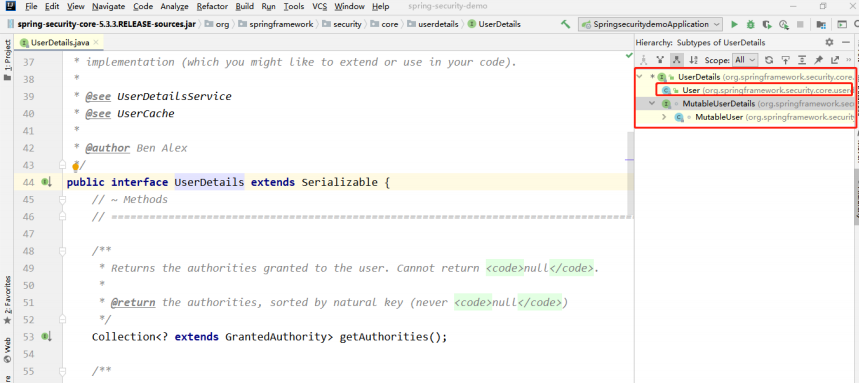 File Edit View Navigate Code Analyze Refactor Build Run Tools VCS Window Help spring-security-demo
spring-security-core-5.3.3.RELEASE-sources.jar org springframework security core userdetails UserDetails SpringsecuritydemoApplication
UserDetails.java
Hierarchy: Subtypes of UserDetails
Scope: All
1: Project
37 * implementation (which you might like to extend or use in your code).
38 *
39 * @see UserDetailsService
40 * @see UserCache
41 *
42 * @author Ben Alex
43 */
44 public interface UserDetails extends Serializable {
45 // ~ Methods
46 // ====================================================================================
47
48 /**
49 * Returns the authorities granted to the user. Cannot return <code>null</code>.
50 *
51 * @return the authorities, sorted by natural key (never <code>null</code>)
52 */
53 Collection<? extends GrantedAuthority> getAuthorities();
54
55 /**
* UserDetails (org.springframework.security.core.
User (org.springframework.security.core.userd
MutableUserDetails (org.springframework.securi
MutableUser (org.springframework.security
2: Favorites
Web